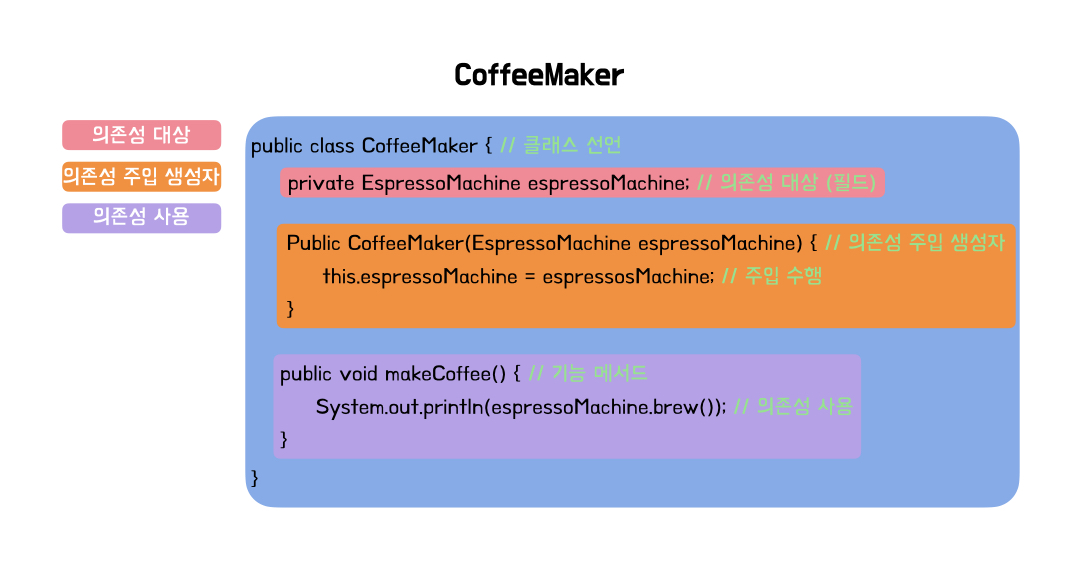 CoffeeMaker
의존성 대상
의존성 주입 생성자
의존성 사용
public class CoffeeMaker { // 클래스 선언
private EspressoMachine espressoMachine; // 의존성 대상 (필드)
Public CoffeeMaker(EspressoMachine espressoMachine) { // 의존성 주입 생성자
this.espressoMachine = espressosMachine; // 주입 수행
}
public void makeCoffee() { // 기능 메서드
System.out.println(espressoMachine.brew()); // 의존성 사용
}
}